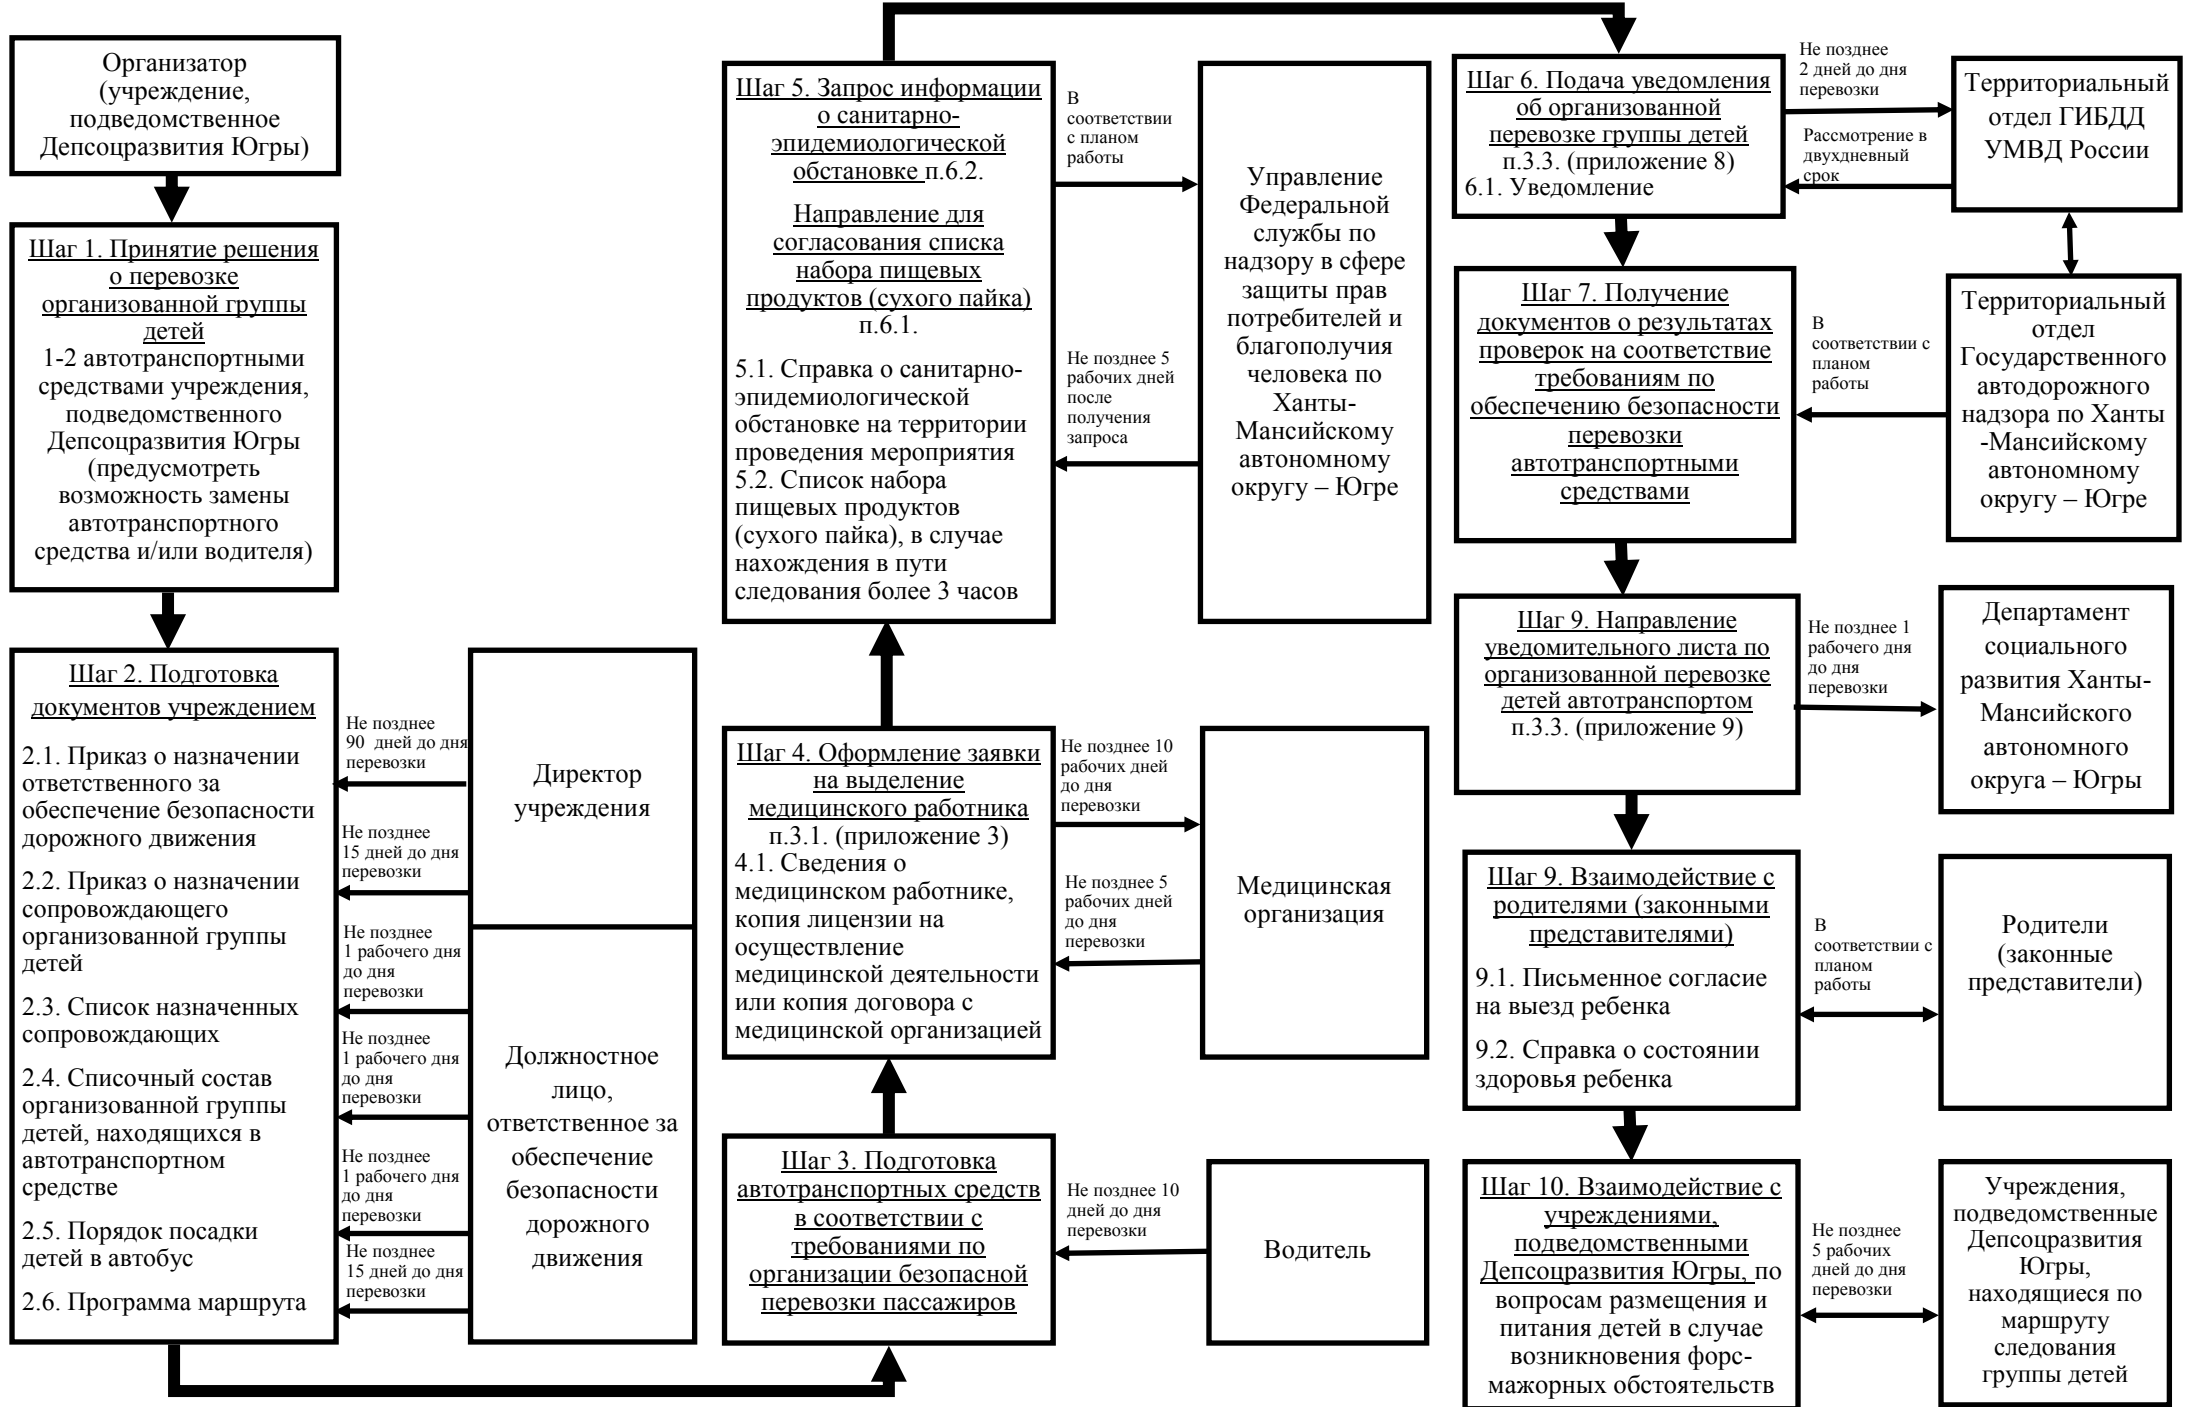 Организатор
(учреждение,
подведомственное
Депсоцразвития Югры)
Шаг 1. Принятие решения
о перевозке
организованной группы
детей
1-2 автотранспортными
средствами учреждения,
подведомственного
Депсоцразвития Югры
(предусмотреть
возможность замены
автотранспортного
средства и/или водителя)
Шаг 2. Подготовка
документов учреждением
2.1. Приказ о назначении
ответственного за
обеспечение безопасности
дорожного движения
2.2. Приказ о назначении
сопровождающего
организованной группы
детей
2.3. Список назначенных
сопровождающих
2.4. Списочный состав
организованной группы
детей, находящихся в
автотранспортном
средстве
2.5. Порядок посадки
детей в автобус
2.6. Программа маршрута
Не позднее
90 дней до дня
перевозки
Не позднее
15 дней до дня
перевозки
Не позднее
1 рабочего дня
до дня
перевозки
Не позднее
1 рабочего дня
до дня
перевозки
Не позднее
1 рабочего дня
до дня
перевозки
Не позднее
15 дней до дня
перевозки
Директор
учреждения
Должностное
лицо,
ответственное за
обеспечение
безопасности
дорожного
движения
Шаг 5. Запрос информации
о санитарно-
эпидемиологической
обстановке п.6.2.
Направление для
согласования списка
набора пищевых
продуктов (сухого пайка)
п.6.1.
5.1. Справка о санитарно-
эпидемиологической
обстановке на территории
проведения мероприятия
5.2. Список набора
пищевых продуктов
(сухого пайка), в случае
нахождения в пути
следования более 3 часов
В
соответствии
с планом
работы
Не позднее 5
рабочих дней
после
получения
запроса
Управление
Федеральной
службы по
надзору в сфере
защиты прав
потребителей и
благополучия
человека по
Ханты-
Мансийскому
автономному
округу – Югре
Шаг 4. Оформление заявки
на выделение
медицинского работника
п.3.1. (приложение 3)
4.1. Сведения о
медицинском работнике,
копия лицензии на
осуществление
медицинской деятельности
или копия договора с
медицинской организацией
Не позднее 10
рабочих дней
до дня
перевозки
Не позднее 5
рабочих дней
до дня
перевозки
Медицинская
организация
Шаг 3. Подготовка
автотранспортных средств
в соответствии с
требованиями по
организации безопасной
перевозки пассажиров
Не позднее 10
дней до дня
перевозки
Водитель
Шаг 6. Подача уведомления
об организованной
перевозке группы детей
п.3.3. (приложение 8)
6.1. Уведомление
Не позднее
2 дней до дня
перевозки
Рассмотрение в
двухдневный
срок
Территориальный
отдел ГИБДД
УМВД России
Шаг 7. Получение
документов о результатах
проверок на соответствие
требованиям по
обеспечению безопасности
перевозки
автотранспортными
средствами
В
соответствии с
планом
работы
Территориальный
отдел
Государственного
автодорожного
надзора по Ханты
-Мансийскому
автономному
округу – Югре
Шаг 9. Направление
уведомительного листа по
организованной перевозке
детей автотранспортом
п.3.3. (приложение 9)
Не позднее 1
рабочего дня
до дня
перевозки
Департамент
социального
развития Ханты-
Мансийского
автономного
округа – Югры
Шаг 9. Взаимодействие с
родителями (законными
представителями)
9.1. Письменное согласие
на выезд ребенка
9.2. Справка о состоянии
здоровья ребенка
В
соответствии с
планом
работы
Родители
(законные
представители)
Шаг 10. Взаимодействие с
учреждениями,
подведомственными
Депсоцразвития Югры, по
вопросам размещения и
питания детей в случае
возникновения форс-
мажорных обстоятельств
Не позднее
5 рабочих
дней до дня
перевозки
Учреждения,
подведомственные
Депсоцразвития
Югры,
находящиеся по
маршруту
следования
группы детей